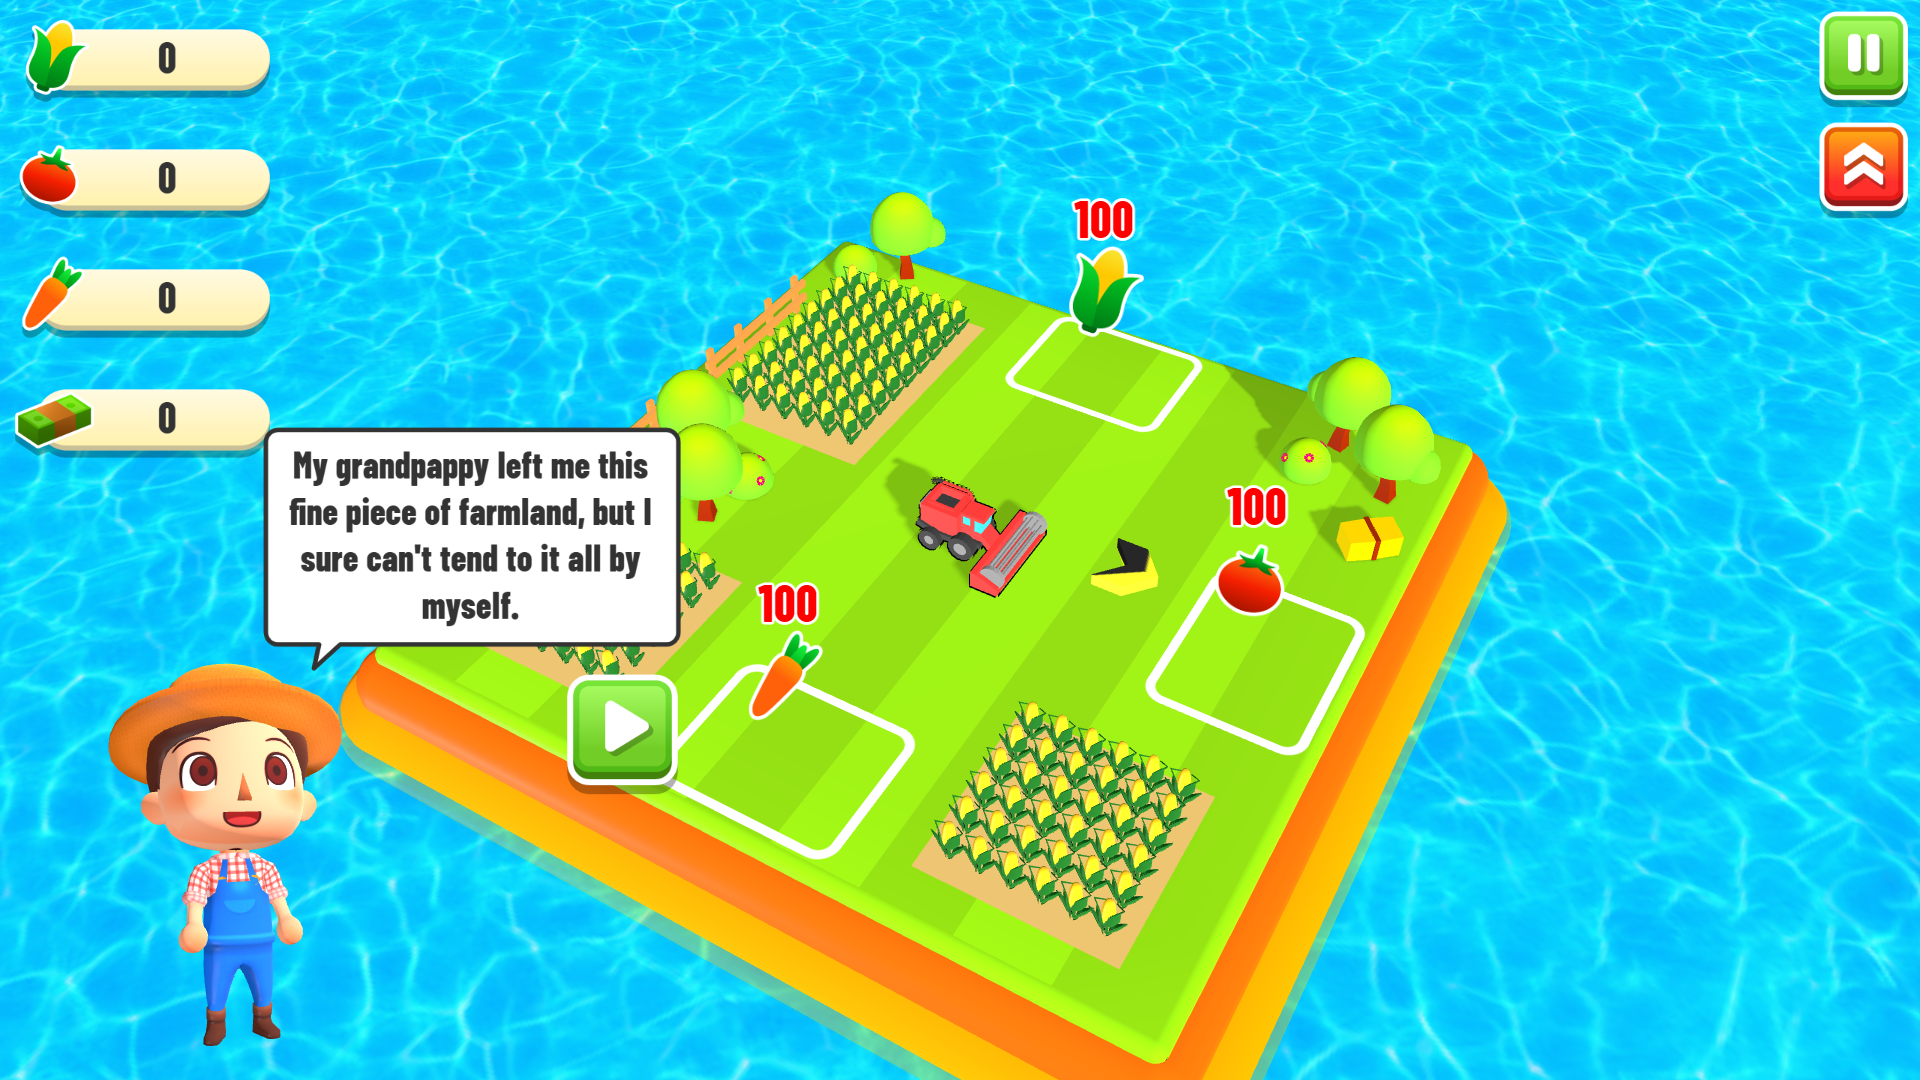 0
0
0
0
100
100
100
My grandpappy left me this
fine piece of farmland, but I
sure can't tend to it all by
myself.